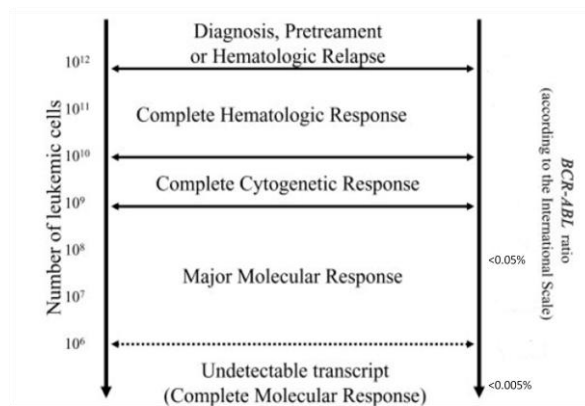 Diagnosis, Pretreament
or Hematologic Relapse
10¹²
10¹¹
Complete Hematologic Response
10¹⁰
Complete Cytogenetic Response
10⁹
10⁸
<0.05%
Major Molecular Response
10⁷
10⁶
Undetectable transcript
<0.005%
(Complete Molecular Response)
Number of leukemic cells
BCR-ABL ratio
(according to the International Scale)